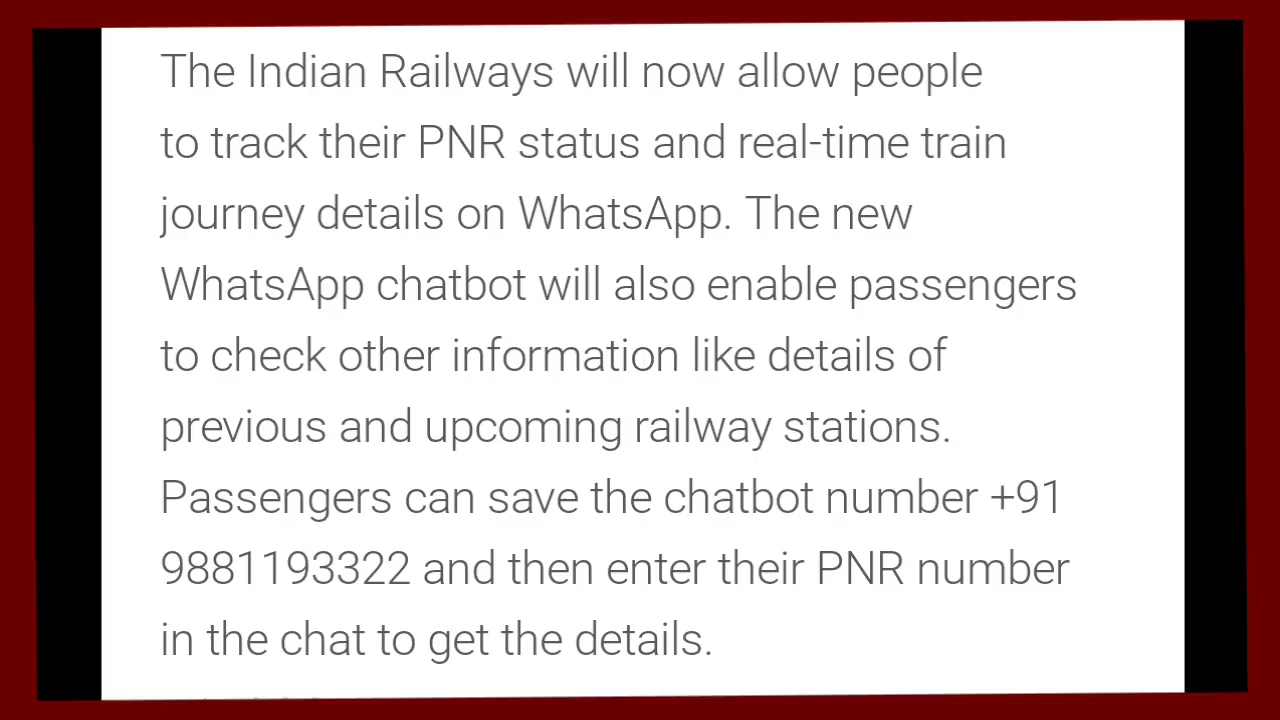 The Indian Railways will now allow people
to track their PNR status and real-time train
journey details on WhatsApp. The new
WhatsApp chatbot will also enable passengers
to check other information like details of
previous and upcoming railway stations.
Passengers can save the chatbot number +91
9881193322 and then enter their PNR number
in the chat to get the details.